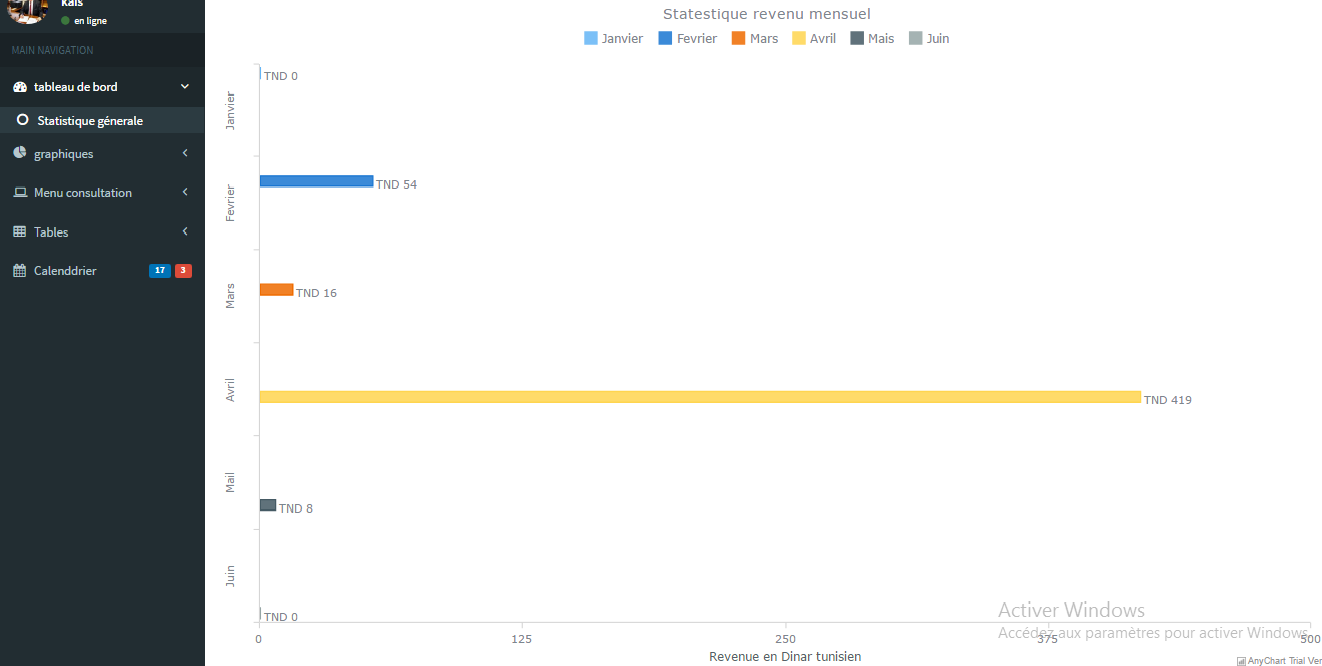 Kais
en ligne
MAIN NAVIGATION
tableau de bord
Statistique génerale
graphiques
Menu consultation
Tables
Calenddrier 17 3
Statestique revenu mensuel
Janvier Fevrier Mars Avril Mais Juin
Janvier TND 0
Fevrier TND 54
Mars TND 16
Avril TND 419
Mail TND 8
Juin TND 0
0 125 250 375 500
Revenue en Dinar tunisien
Activer Windows
Accédez aux paramètres pour activer Windows.
AnyChart Trial Ver